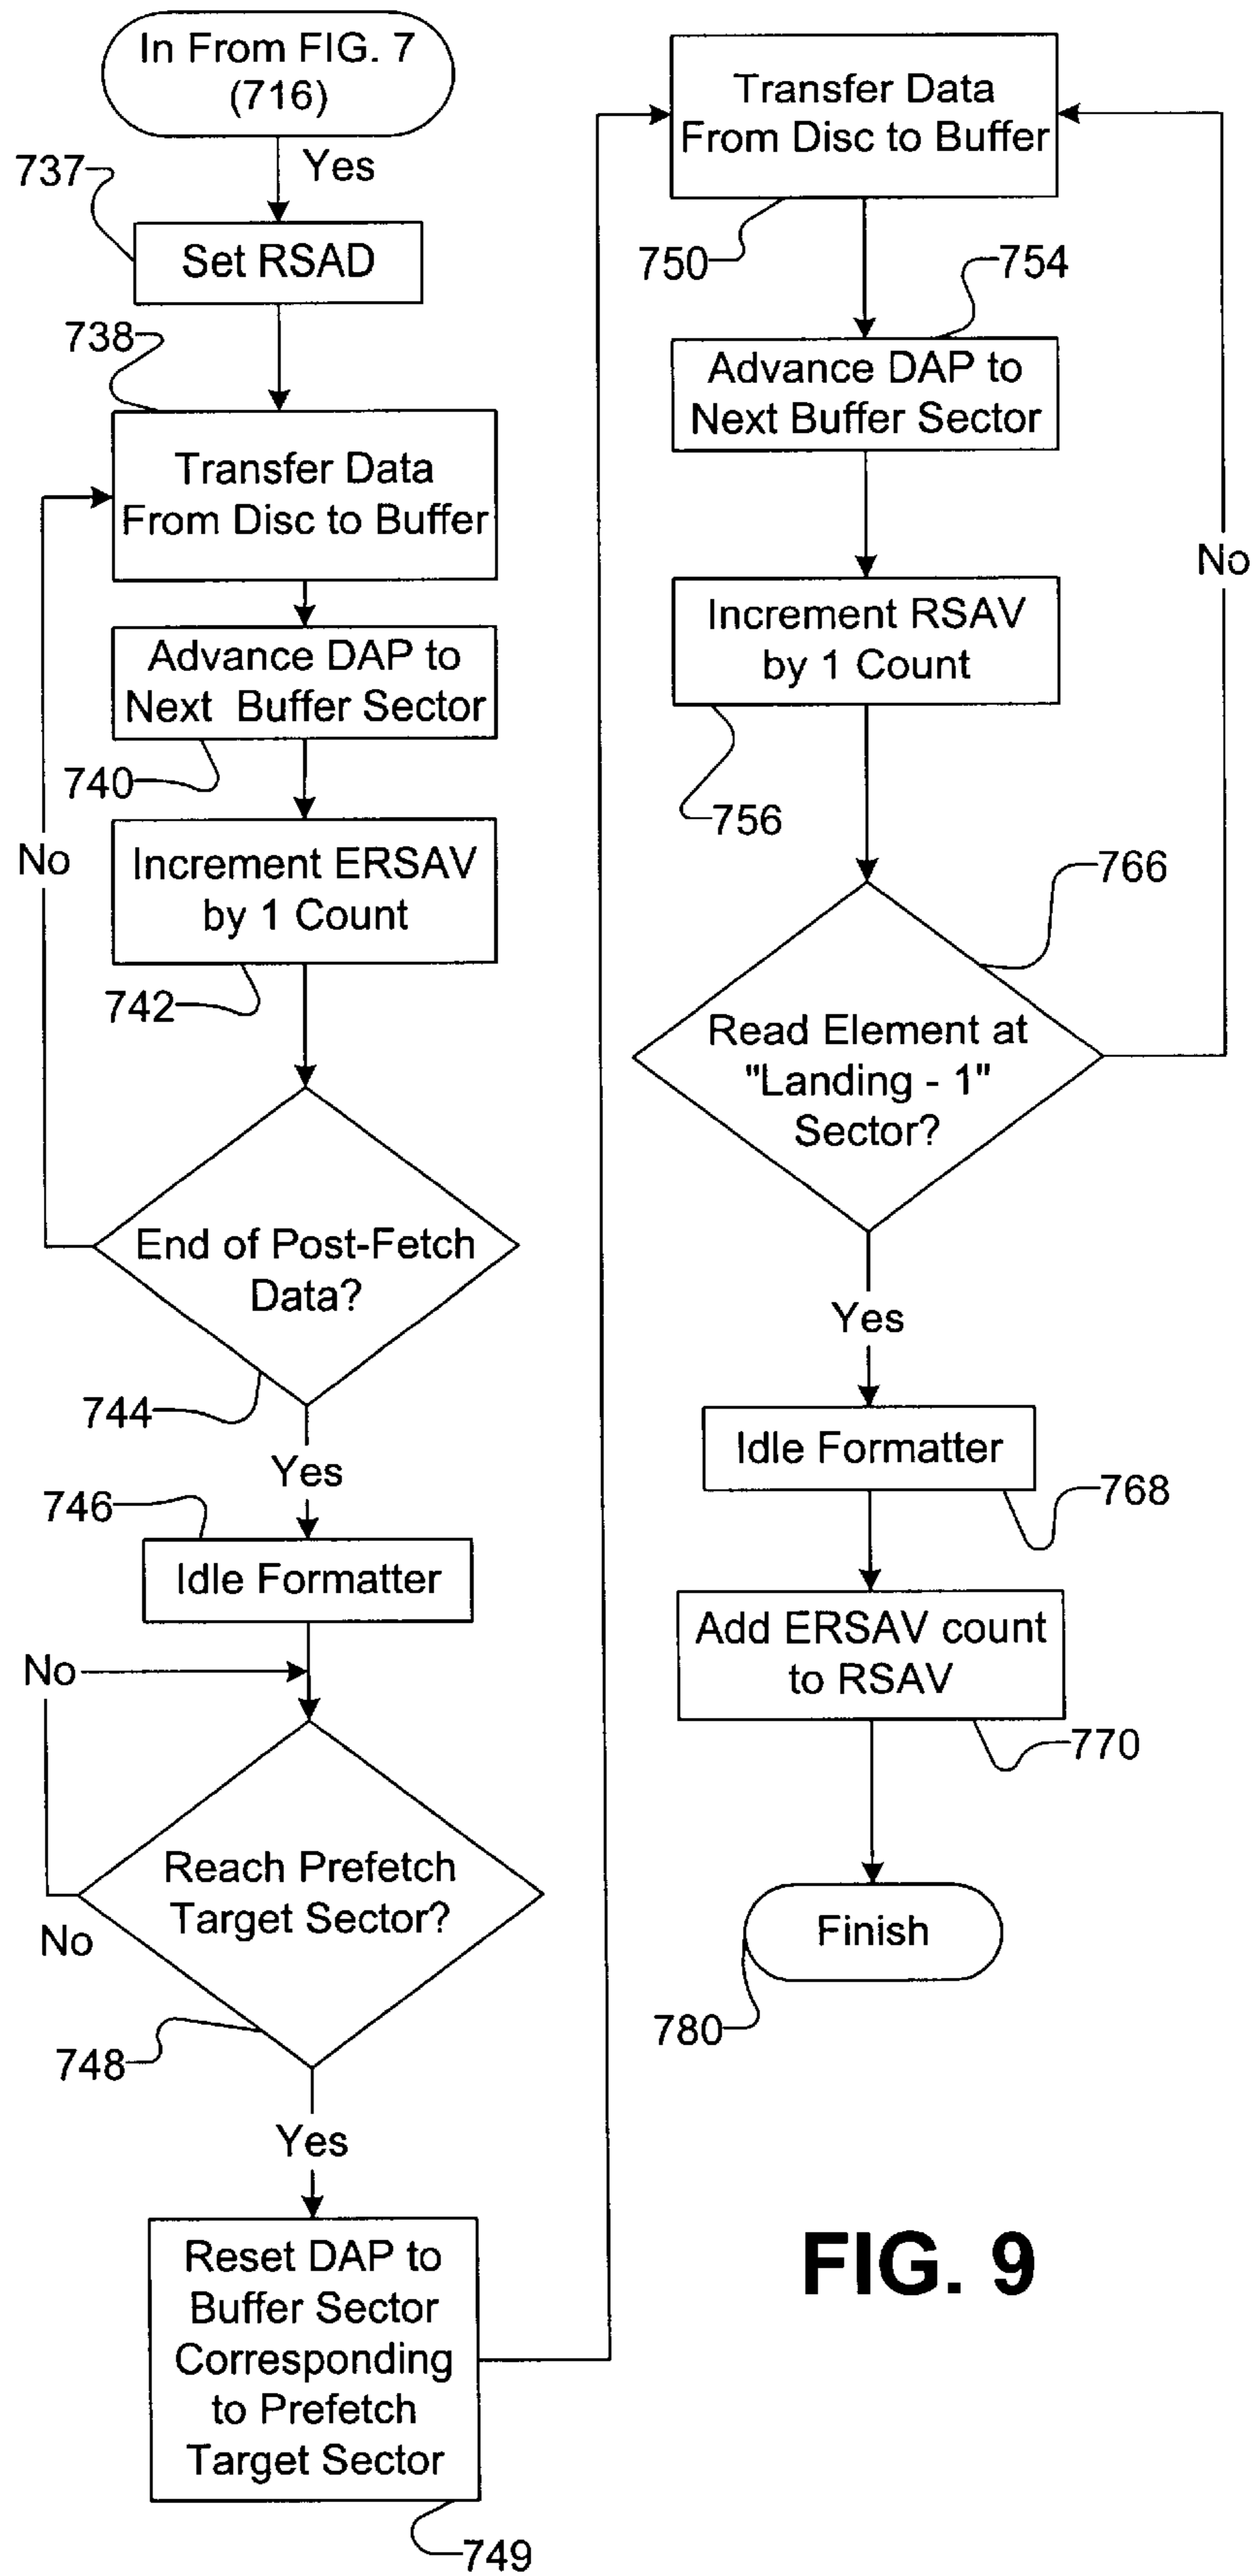 In From FIG. 7
(716)
Yes
737
Set RSAD
738
Transfer Data
From Disc to Buffer
Advance DAP to
Next Buffer Sector
740
No
Increment ERSAV
by 1 Count
742
End of Post-Fetch
Data?
744
Yes
746
Idle Formatter
No
Reach Prefetch
Target Sector?
No
748
Yes
Reset DAP to
Buffer Sector
Corresponding
to Prefetch
Target Sector
749
Transfer Data
From Disc to Buffer
750
754
Advance DAP to
Next Buffer Sector
No
Increment RSAV
by 1 Count
756
766
Read Element at
"Landing - 1"
Sector?
Yes
Idle Formatter
768
Add ERSAV count
to RSAV
770
Finish
780
FIG. 9